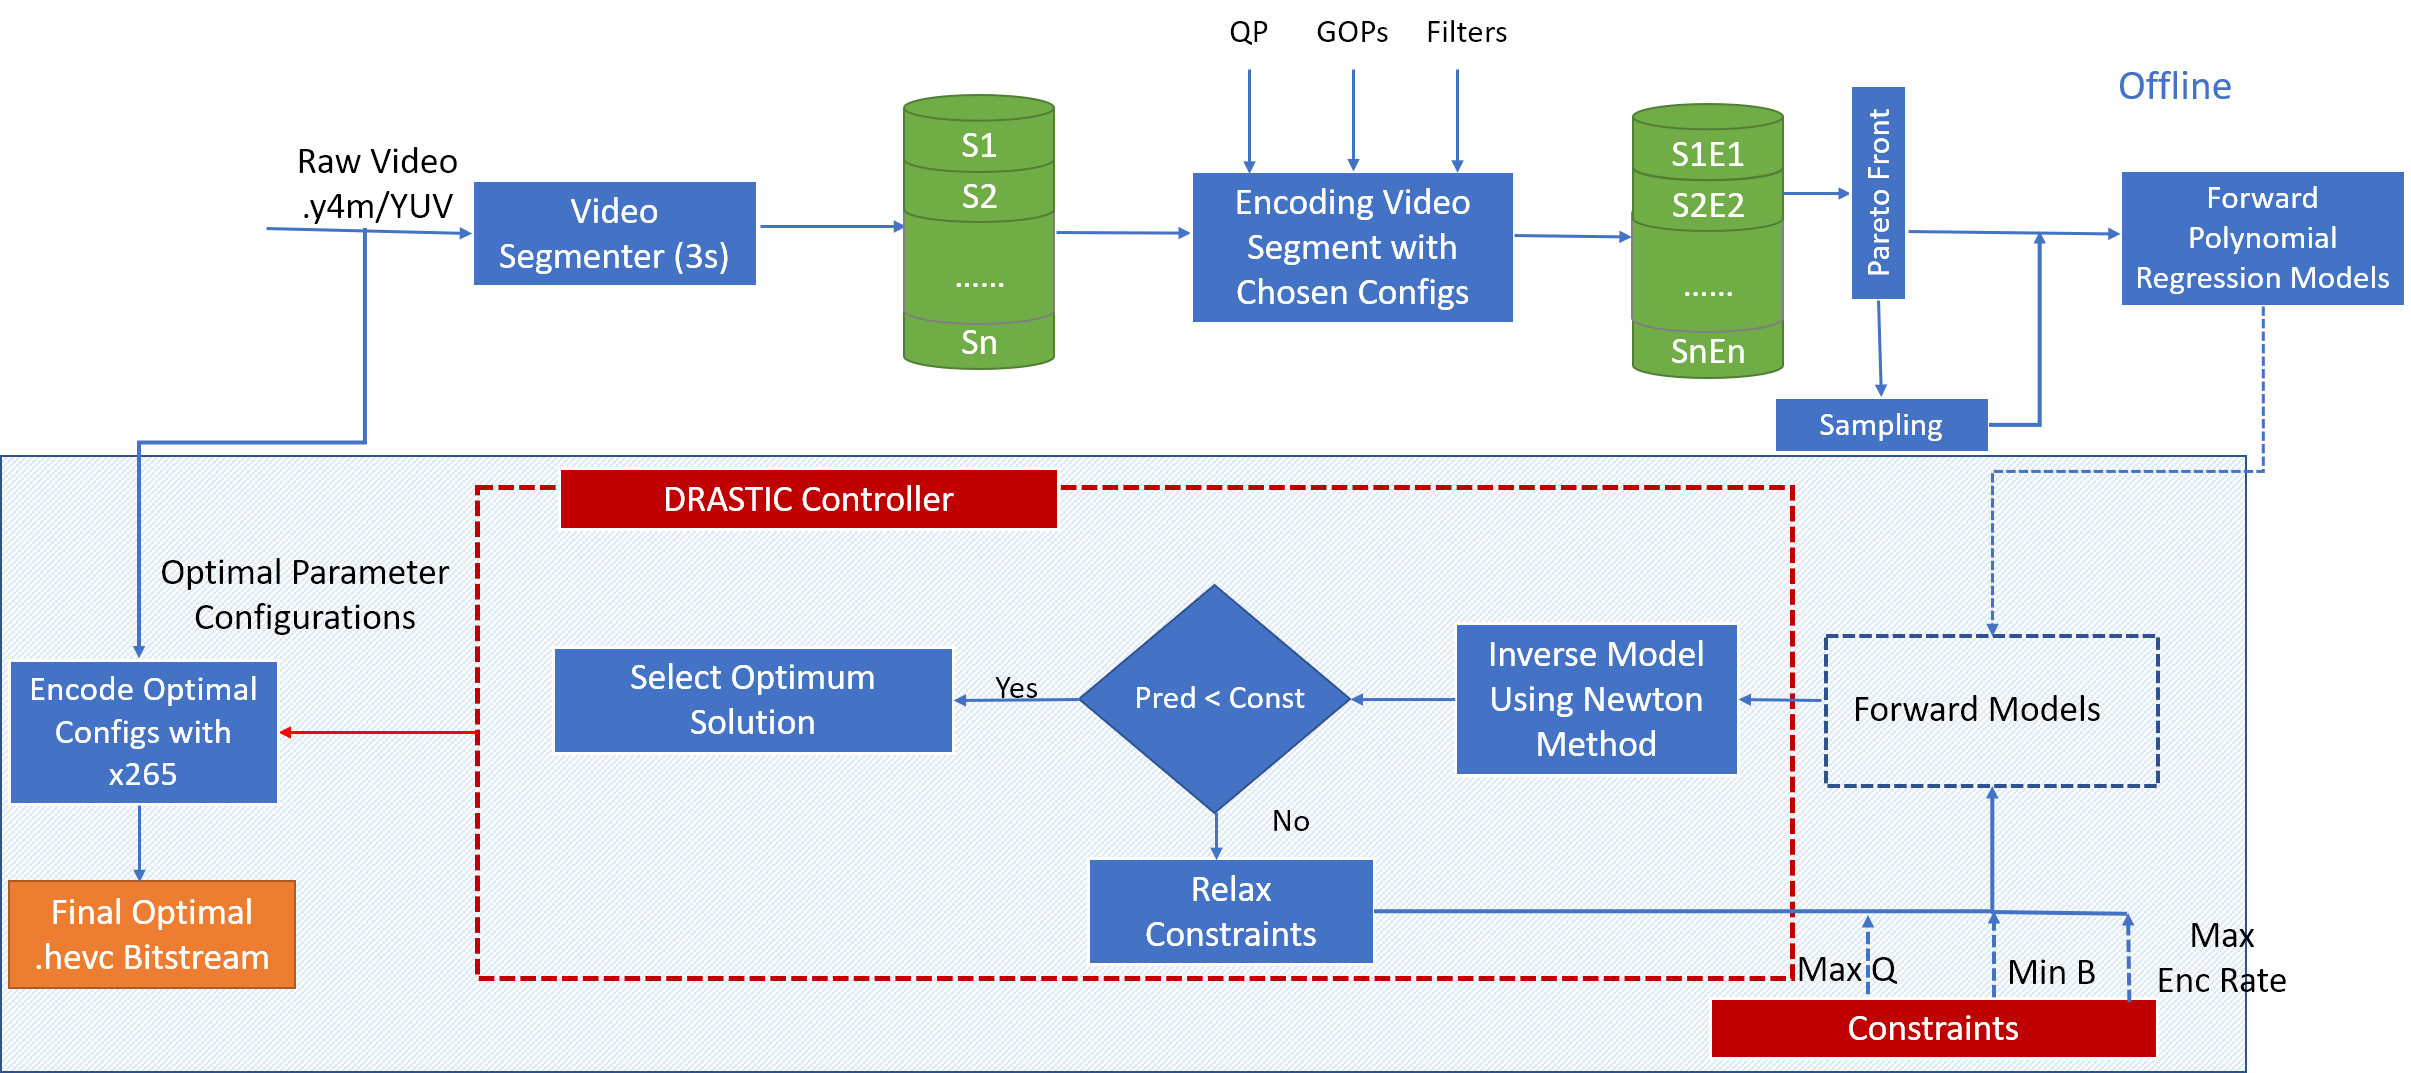 QP
GOPs
Filters
Offline
Raw Video
.y4m/YUV
Video
Segmenter (3s)
S1
S2
......
Sn
Encoding Video
Segment with
Chosen Configs
S1E1
S2E2
......
SnEn
Pareto Front
Sampling
Forward
Polynomial
Regression Models
DRASTIC Controller
Optimal Parameter
Configurations
Encode Optimal
Configs with
x265
Final Optimal
.hevc Bitstream
Select Optimum
Solution
Yes
Pred < Const
No
Relax
Constraints
Inverse Model
Using Newton
Method
Forward Models
Max Q
Min B
Max
Enc Rate
Constraints